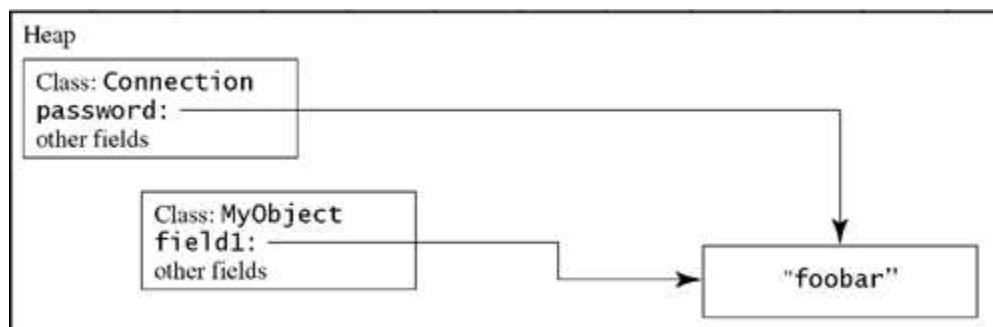 Heap
Class: Connection
password:
other fields
Class: MyObject
field1:
other fields
"foobar”